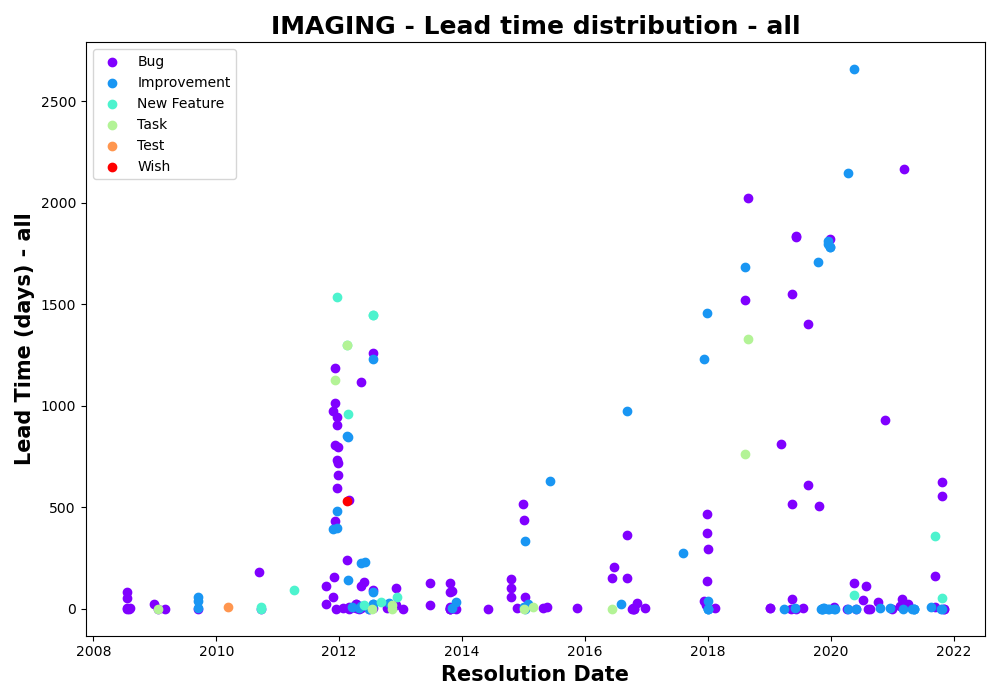 IMAGING - Lead time distribution - all
Bug
Improvement
New Feature
Task
Test
Wish
2500
2000
1500
1000
500
0
Lead Time (days) - all
2008 2010 2012 2014 2016 2018 2020 2022
Resolution Date